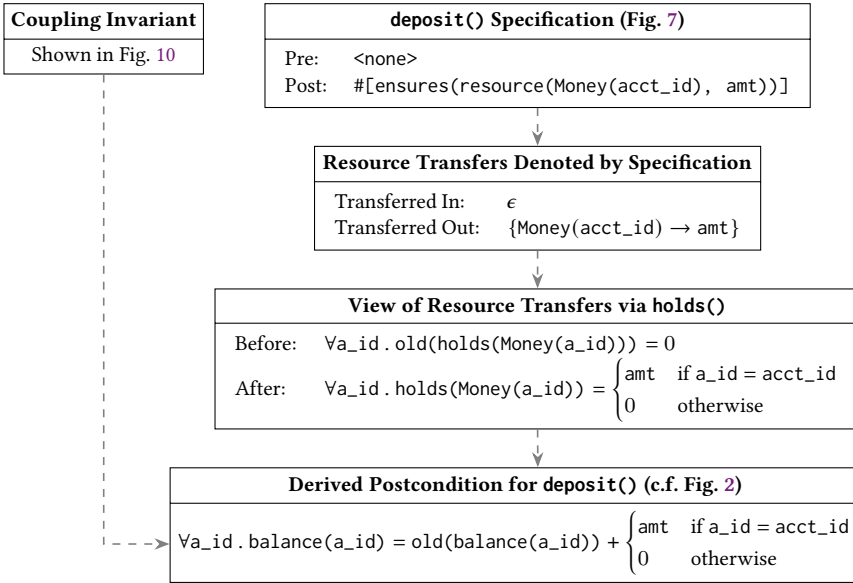 Coupling Invariant
Shown in Fig. 10
deposit() Specification (Fig. 7)
Pre: <none>
Post: #[ensures(resource(Money(acct_id), amt))]
Resource Transfers Denoted by Specification
Transferred In: ϵ
Transferred Out: {Money(acct_id) → amt}
View of Resource Transfers via holds()
Before: ∀a_id . old(holds(Money(a_id))) = 0
After: ∀a_id . holds(Money(a_id)) = { amt if a_id = acct_id
0 otherwise
Derived Postcondition for deposit() (c.f. Fig. 2)
∀a_id . balance(a_id) = old(balance(a_id)) + { amt if a_id = acct_id
0 otherwise